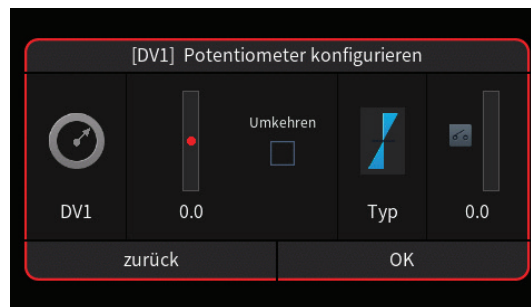 [DV1] Potentiometer konfigurieren
Umkehren
DV1
0.0
Typ
0.0
zurück
OK